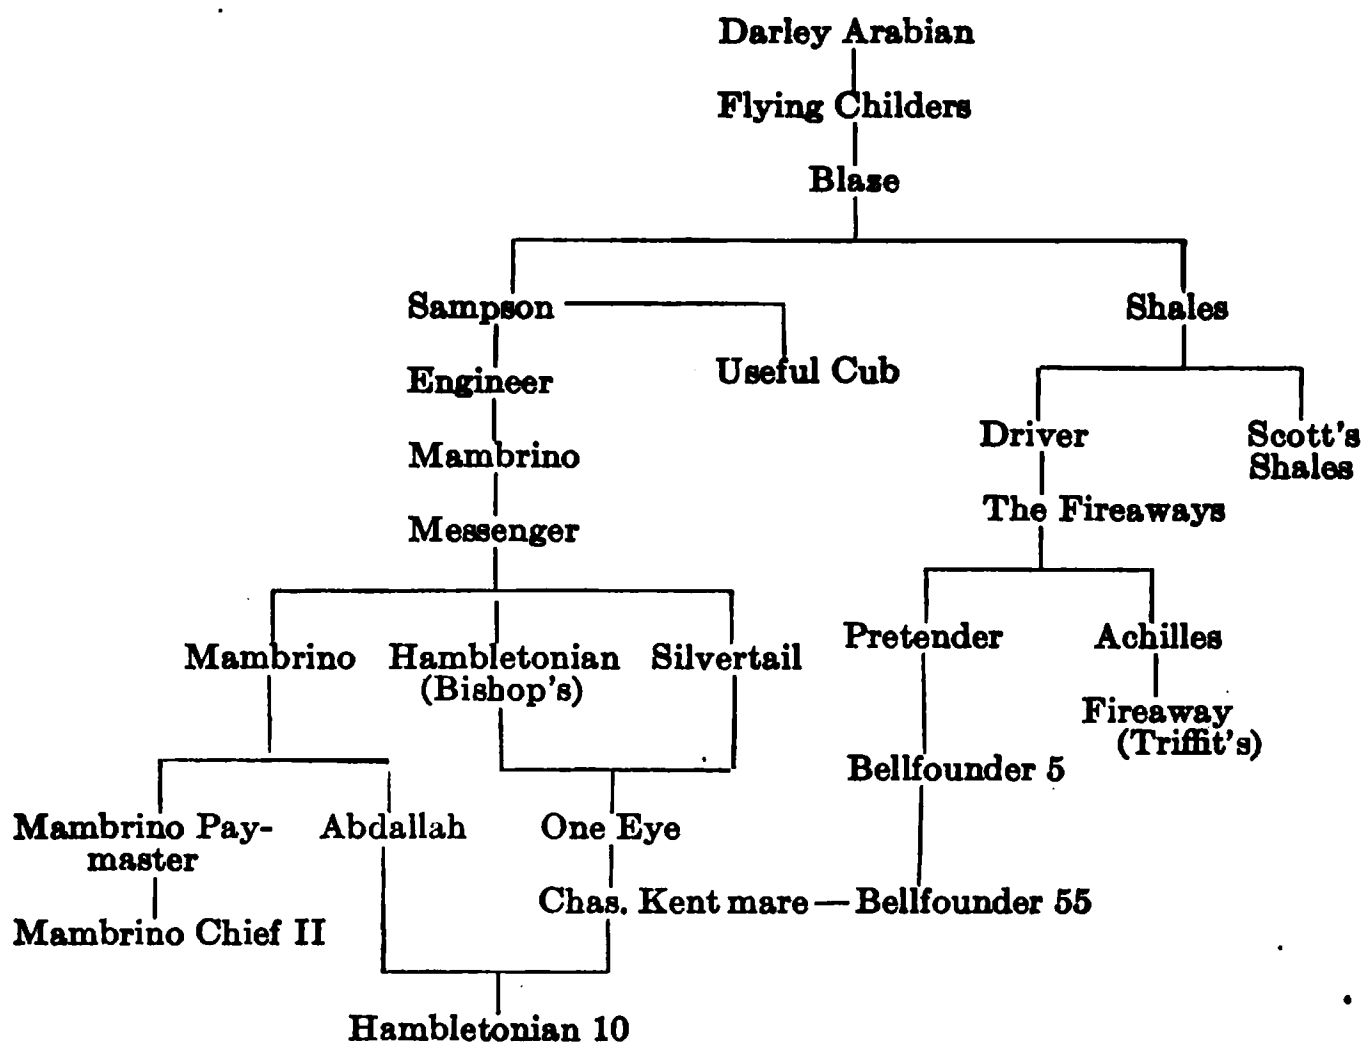 Darley Arabian
Flying Childers
Blaze
Sampson
Shales
Useful Cub
Engineer
Driver
Scott's
Shales
Mambrino
The Fireaways
Messenger
Pretender
Achilles
Mambrino
Hambletonian
(Bishop's)
Silvertail
Fireaway
(Triffit's)
Bellfounder 5
Mambrino Pay-
master
Abdallah
One Eye
Chas. Kent mare — Bellfounder 55
Mambrino Chief II
Hambletonian 10